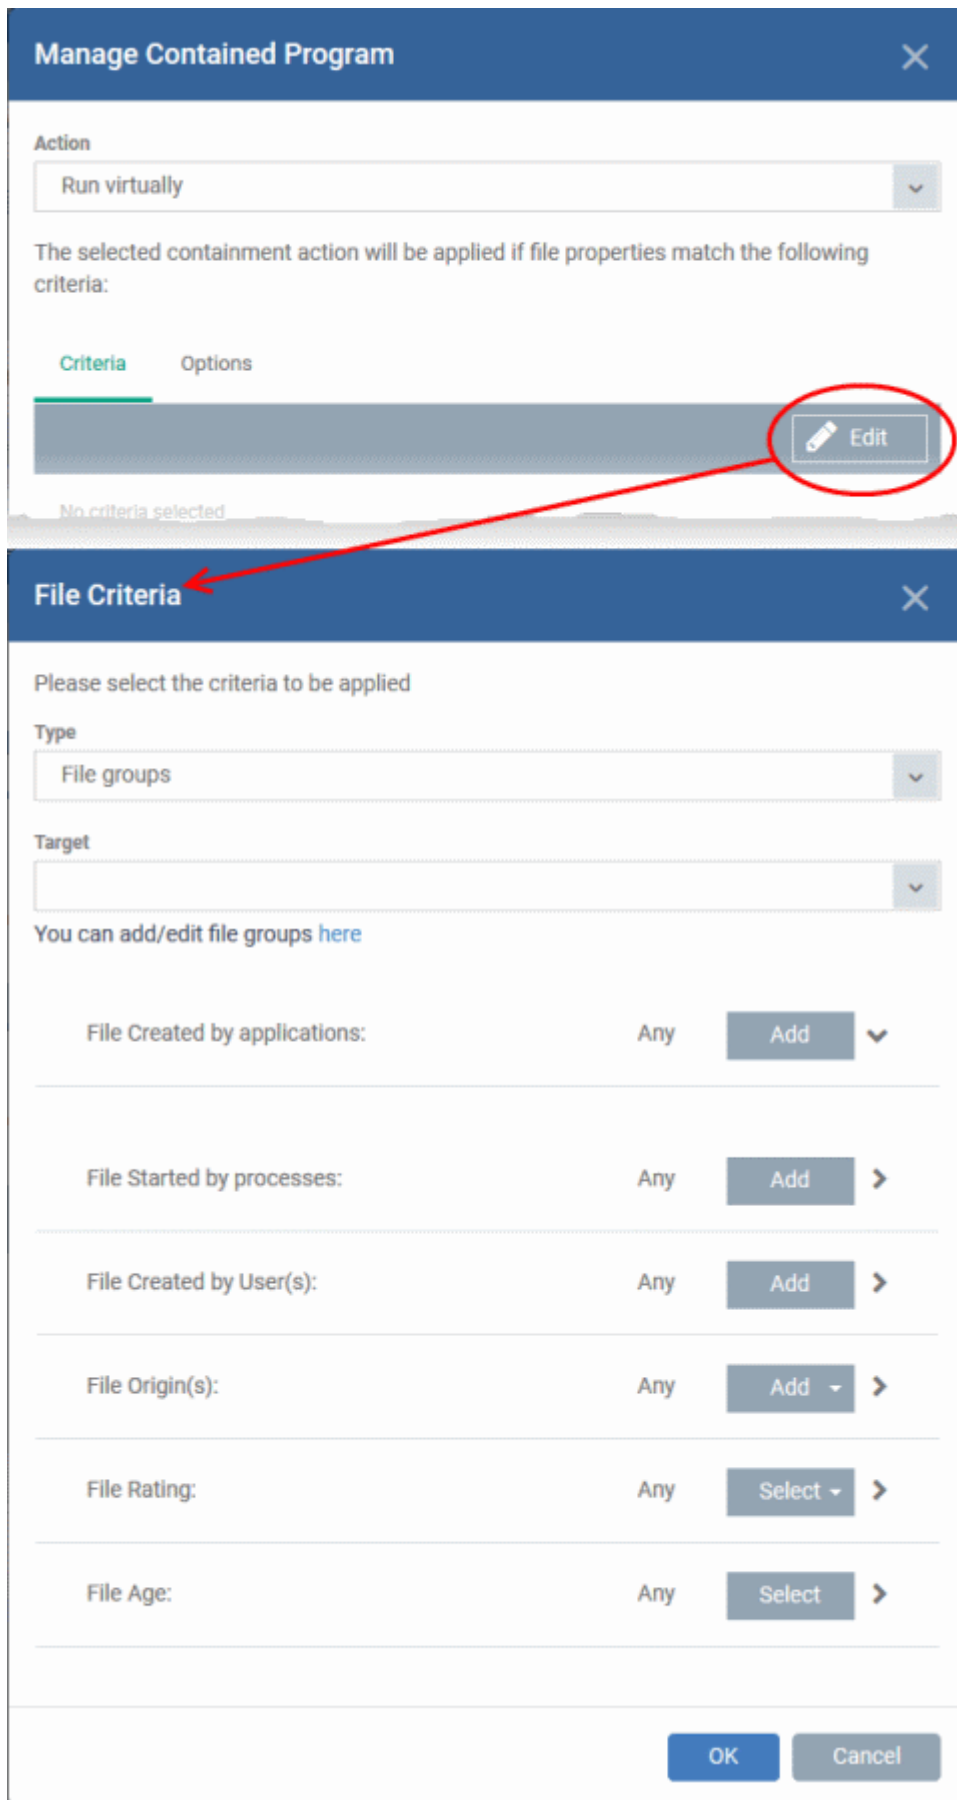 Manage Contained Program
Action
Run virtually
The selected containment action will be applied if file properties match the following
criteria:
Criteria Options
Edit
No criteria selected
File Criteria
Please select the criteria to be applied
Type
File groups
Target
You can add/edit file groups here
File Created by applications: Any Add
File Started by processes: Any Add
File Created by User(s): Any Add
File Origin(s): Any Add
File Rating: Any Select
File Age: Any Select
OK Cancel